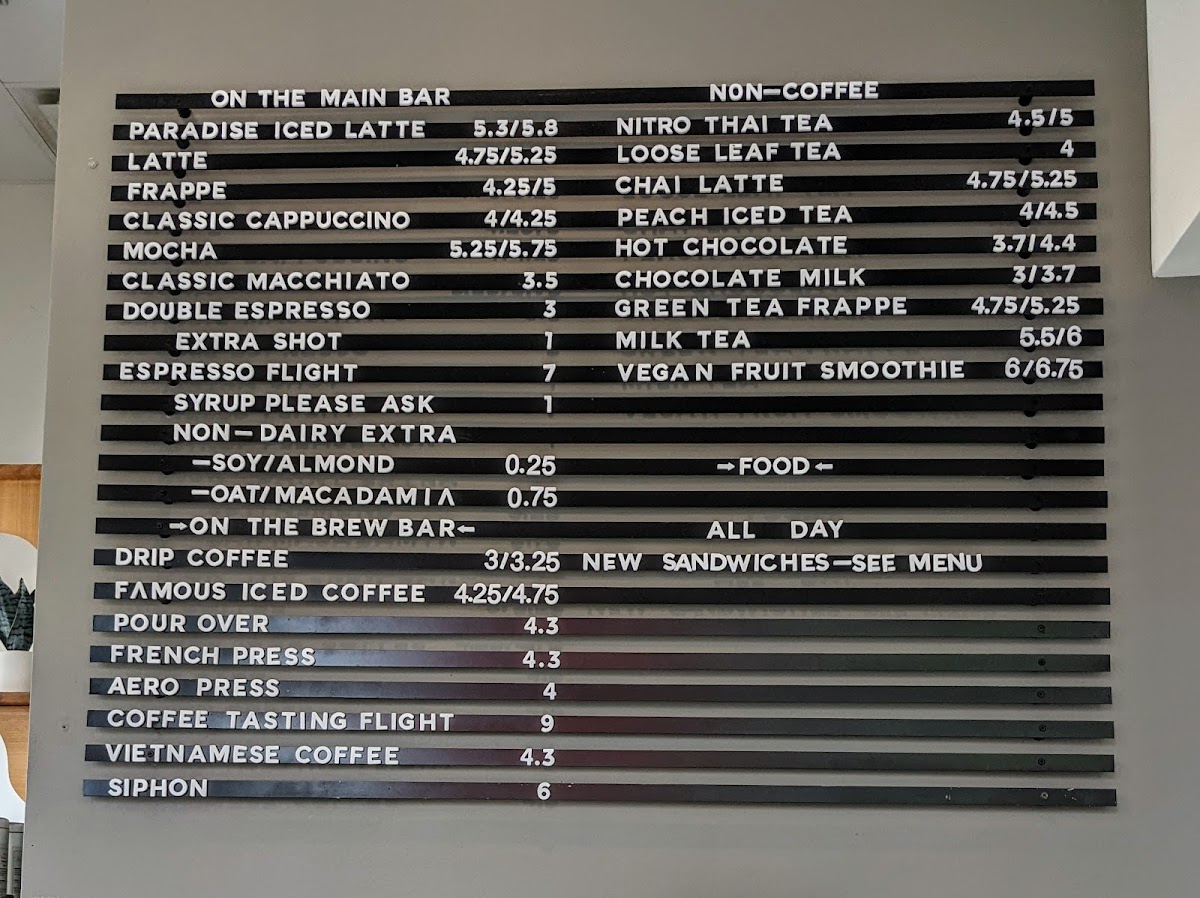 ON THE MAIN BAR
PARADISE ICED LATTE 5.3/5.8
LATTE 4.75/5.25
FRAPPE 4.25/5
CLASSIC CAPPUCCINO 4/4.25
MOCHA 5.25/5.75
CLASSIC MACCHIATO 3.5
DOUBLE ESPRESSO 3
EXTRA SHOT 1
ESPRESSO FLIGHT 7
SYRUP PLEASE ASK 1
NON-DAIRY EXTRA
-SOY/ALMOND 0.25
-OAT/MACADAMIA 0.75
→ON THE BREW BAR←
DRIP COFFEE 3/3.25
FAMOUS ICED COFFEE 4.25/4.75
POUR OVER 4.3
FRENCH PRESS 4.3
AERO PRESS 4
COFFEE TASTING FLIGHT 9
VIETNAMESE COFFEE 4.3
SIPHON 6
NON-COFFEE
NITRO THAI TEA 4.5/5
LOOSE LEAF TEA 4
CHAI LATTE 4.75/5.25
PEACH ICED TEA 4/4.5
HOT CHOCOLATE 3.7/4.4
CHOCOLATE MILK 3/3.7
GREEN TEA FRAPPE 4.75/5.25
MILK TEA 5.5/6
VEGAN FRUIT SMOOTHIE 6/6.75
→FOOD←
ALL DAY
NEW SANDWICHES-SEE MENU